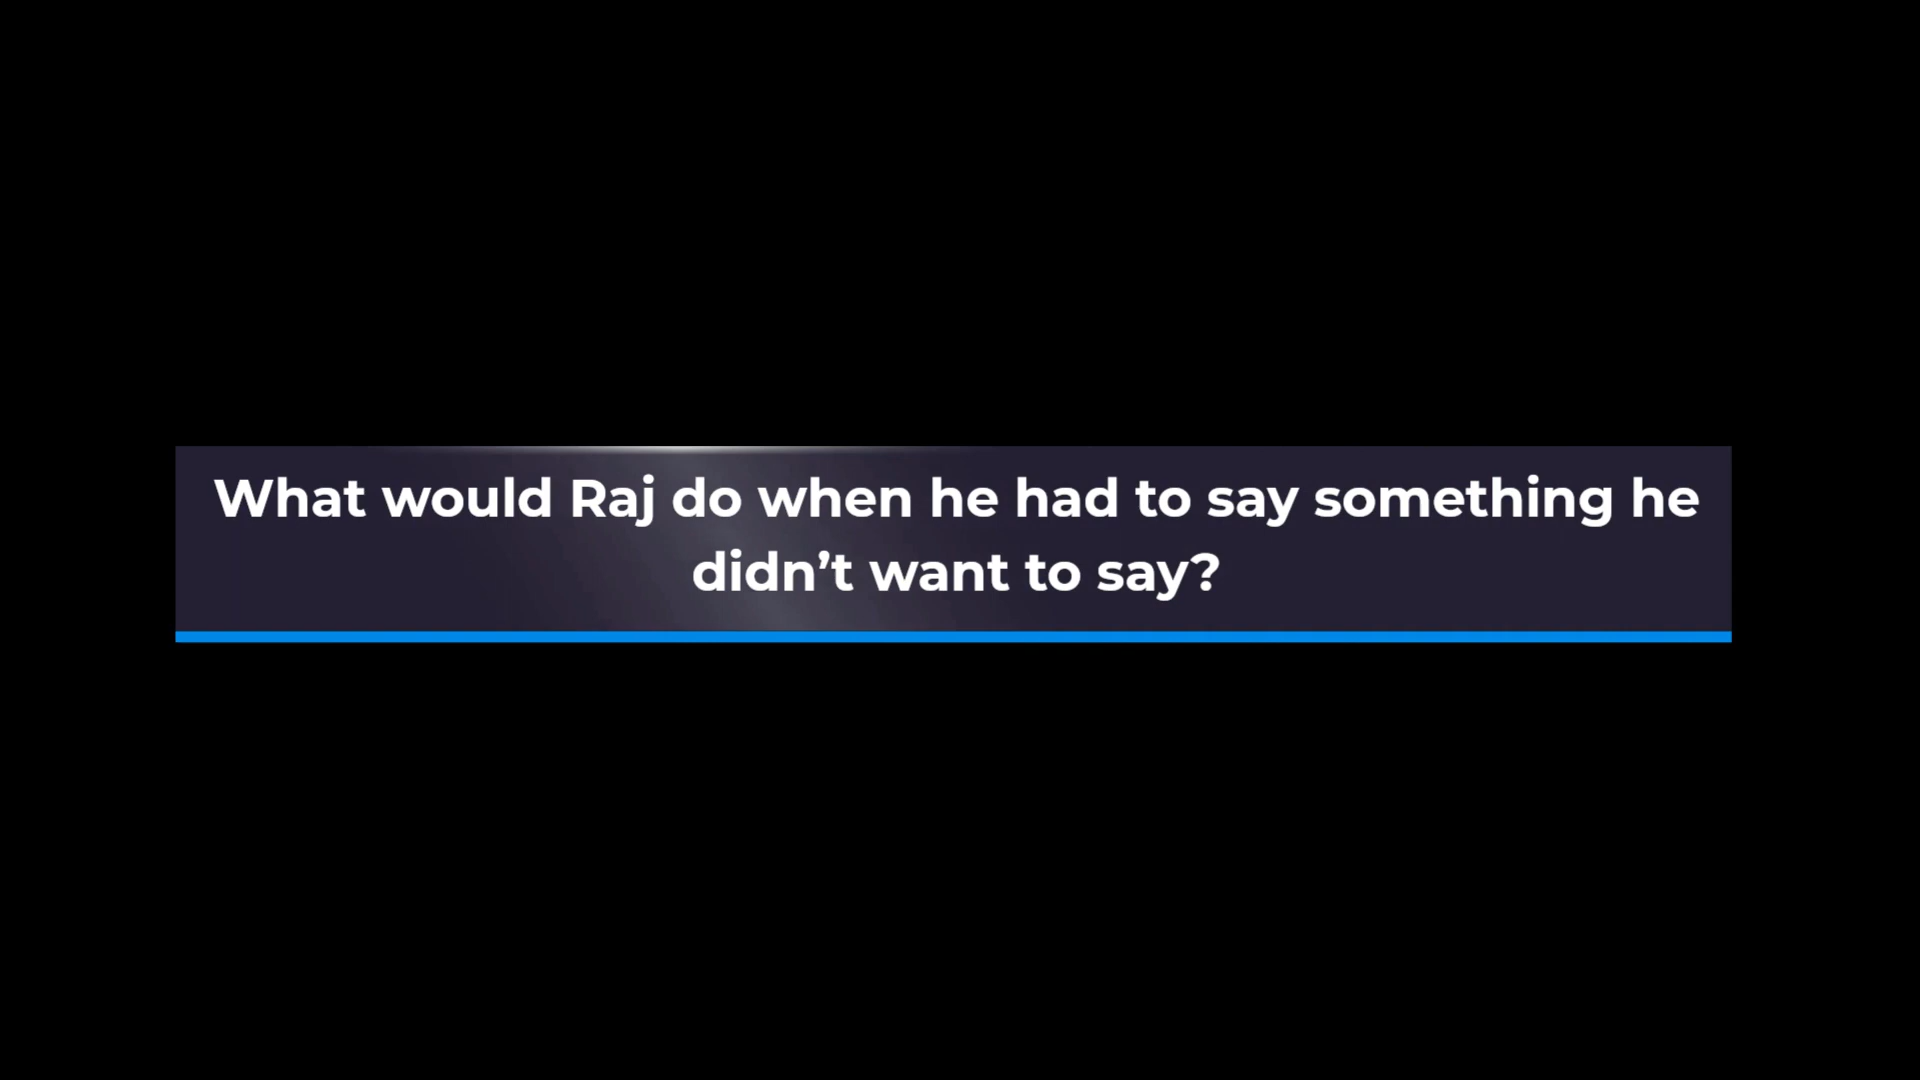 What would Raj do when he had to say something he
didn’t want to say?